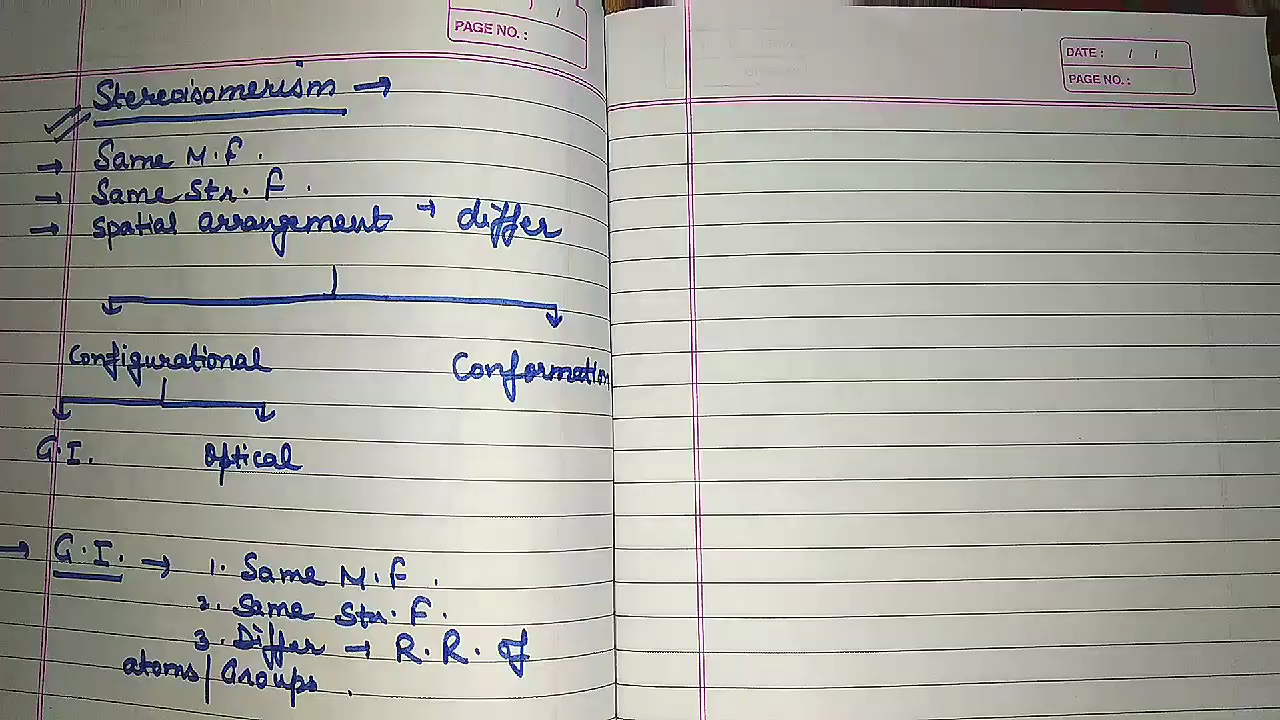 / /
PAGE NO. :
Stereoisomerism →
→ Same M.F.
→ Same Str. F.
→ Spatial arrangement → differ
Configurational Conformation
G.I. Optical
→ G.I. → 1. Same M.F.
2. Same Str. F.
3. Differ → R.R. of
atoms/Groups.
DATE : / /
PAGE NO. :